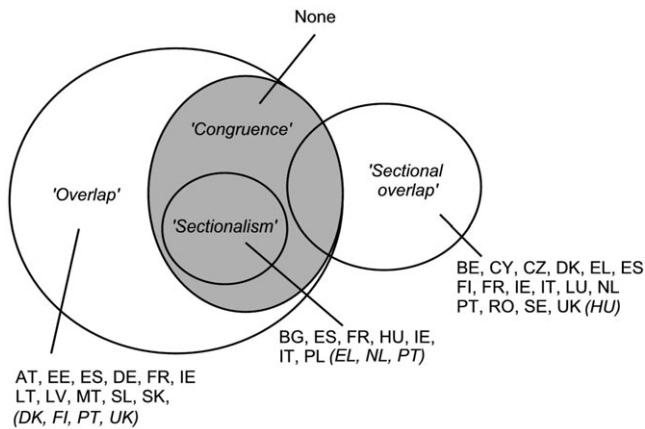 None
'Congruence'
'Overlap'
'Sectional
overlap'
'Sectionalism'
BE, CY, CZ, DK, EL, ES
FI, FR, IE, IT, LU, NL
PT, RO, SE, UK (HU)
BG, ES, FR, HU, IE,
IT, PL (EL, NL, PT)
AT, EE, ES, DE, FR, IE
LT, LV, MT, SL, SK,
(DK, FI, PT, UK)